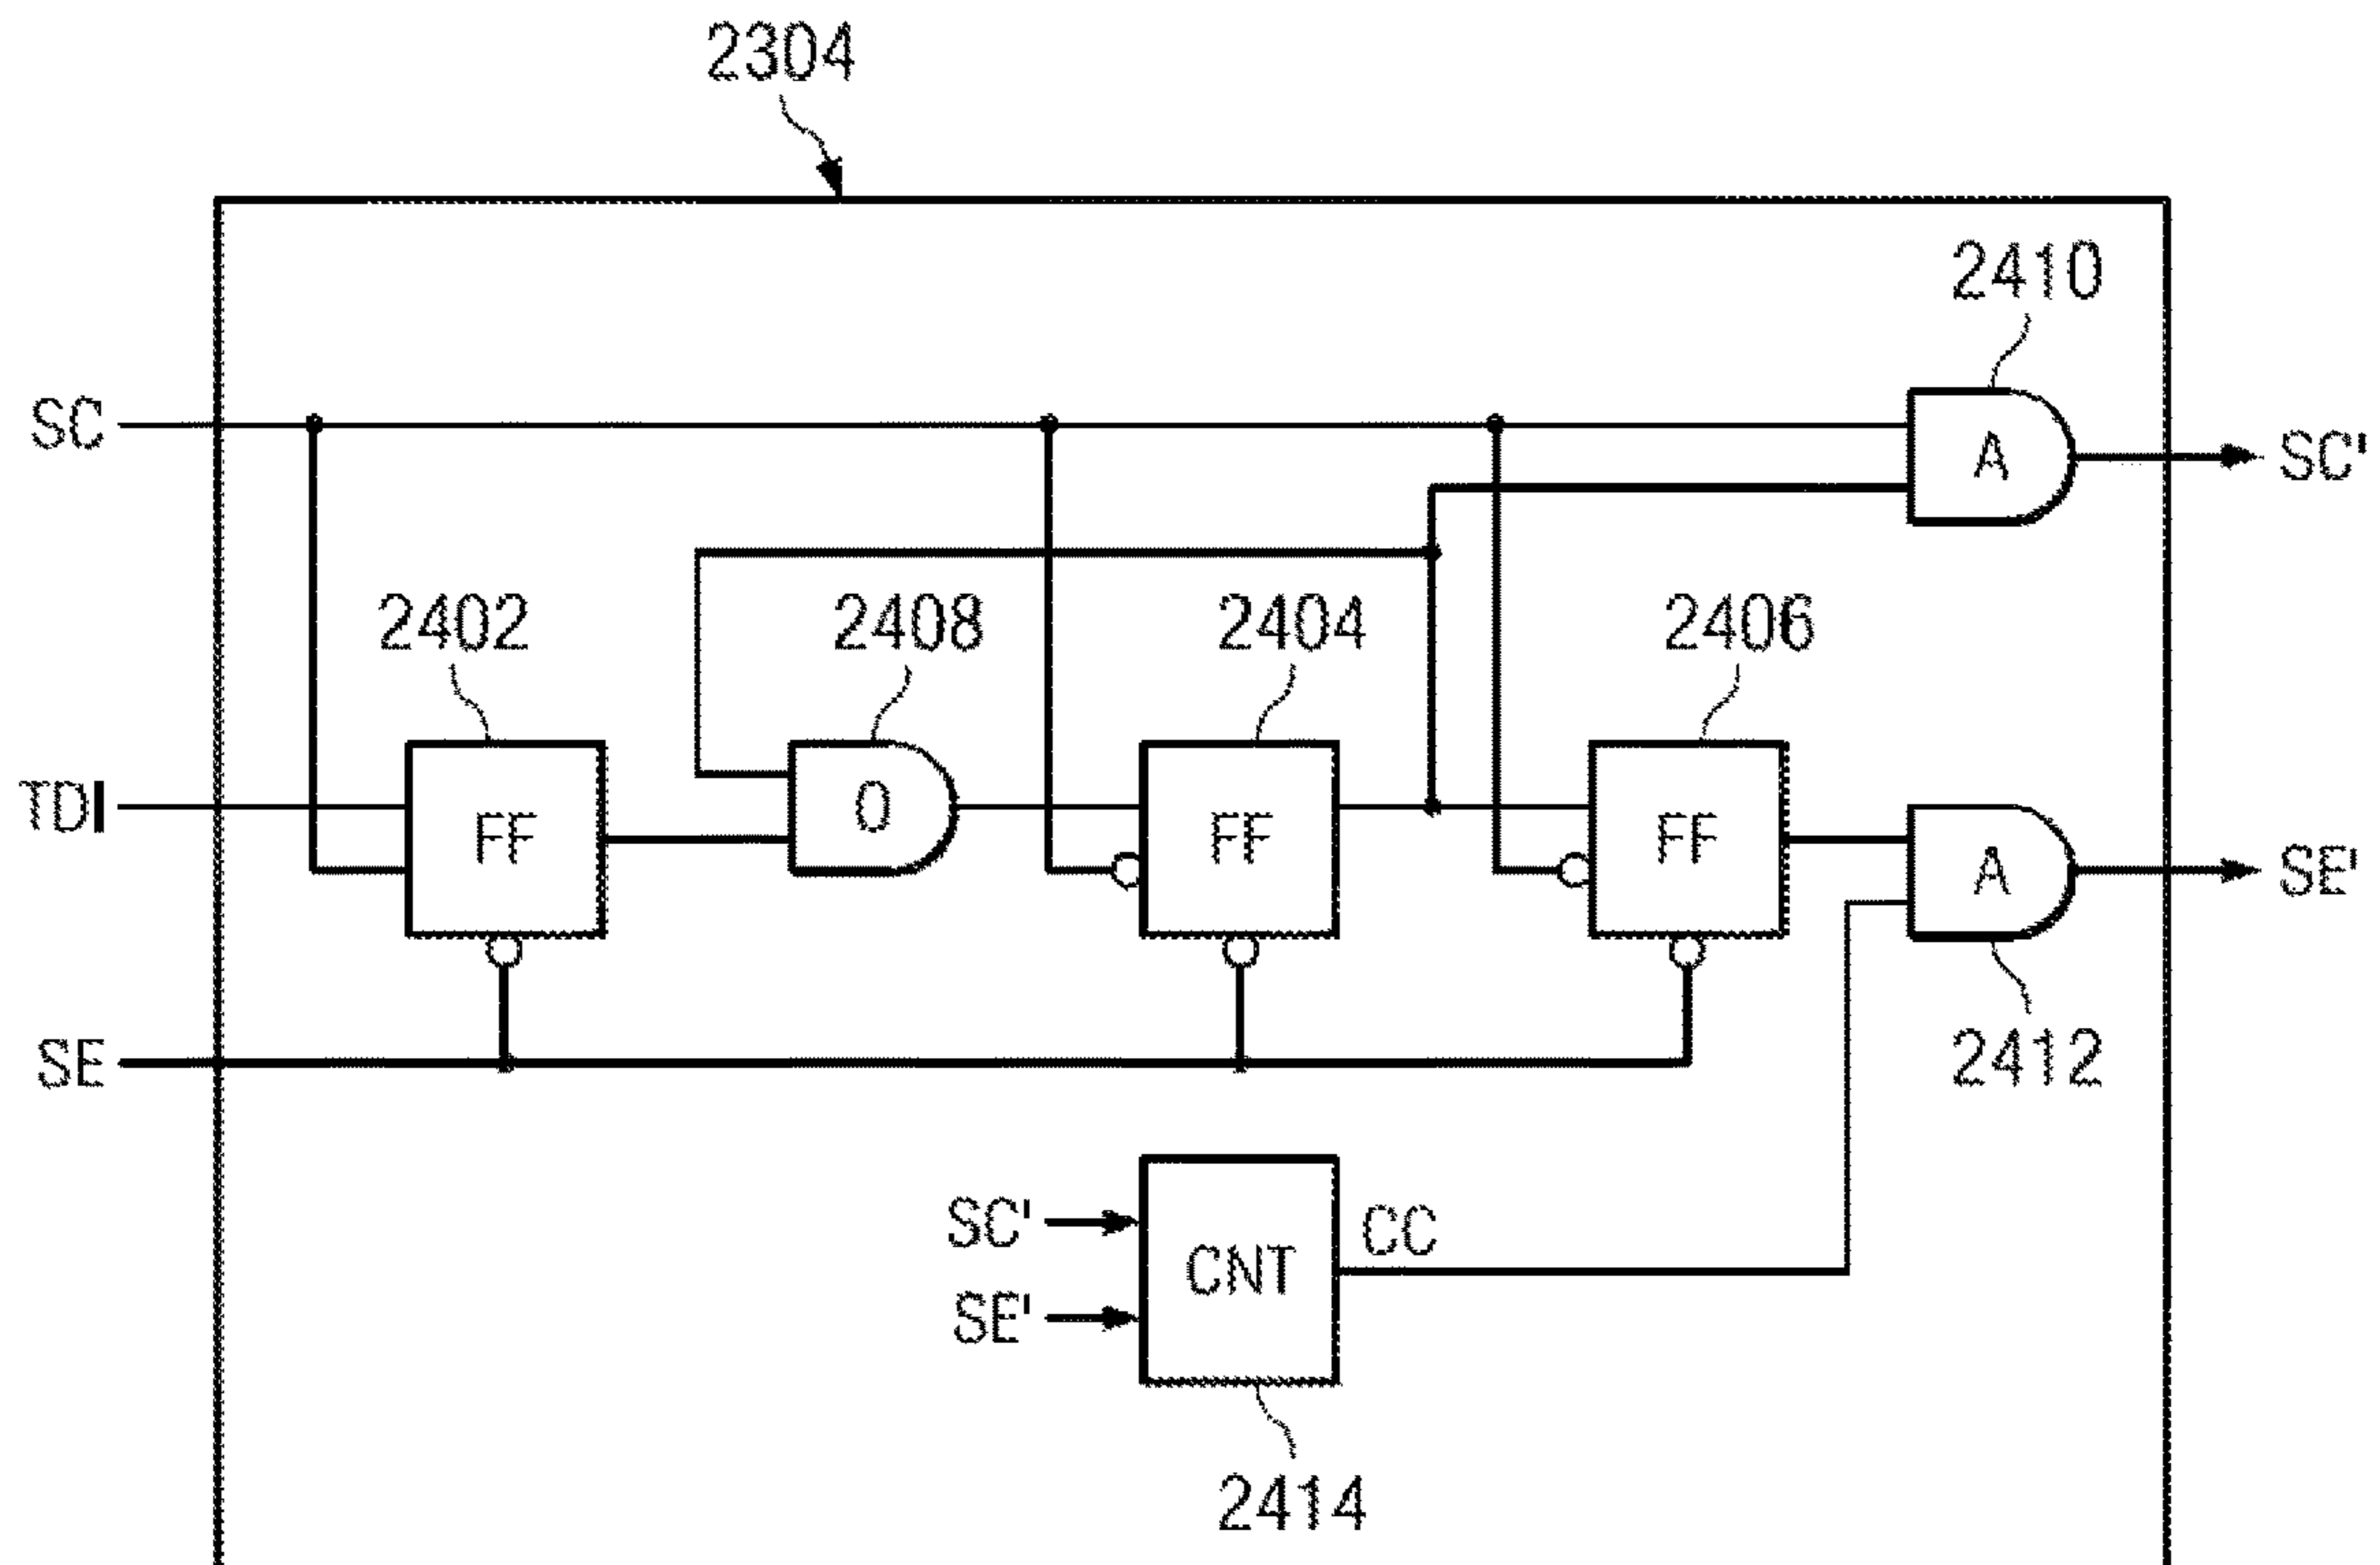 2304
2410
SC
A
SC'
2402
2408
2404
2406
TDI
FF
O
FF
FF
A
SE'
SE
2412
SC'
CC
CNT
SE'
2414